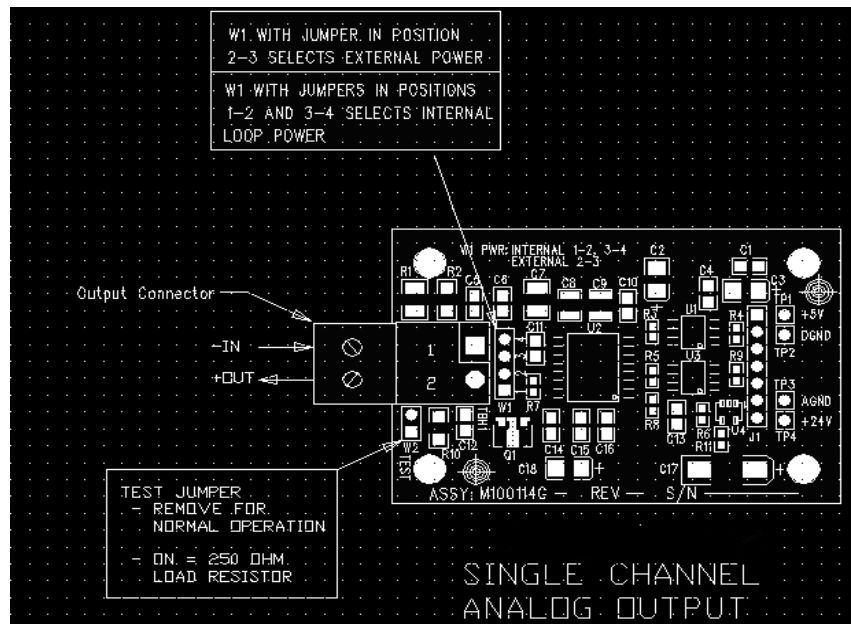 W1 WITH JUMPER IN POSITION
2-3 SELECTS EXTERNAL POWER
W1 WITH JUMPERS IN POSITIONS
1-2 AND 3-4 SELECTS INTERNAL
LOOP POWER
W1 PWR: INTERNAL 1-2, 3-4
EXTERNAL 2-3
C2
C1
R1
R2
C5
C6
C7
C8
C9
C10
C4
C3
Output Connector
TP1
+5V
U1
R4
R3
U2
C11
DGND
TP2
-IN
1
4
3
2
1
U3
R5
R9
+OUT
2
TP3
AGND
+24V
TP4
W1
R7
TBH1
W2
TEST
R10
C12
Q1
C14
C15
C16
R8
C13
R6
R11
U4
J1
C18
+
C17
+
ASSY: M100114G - REV - S/N
TEST JUMPER
- REMOVE FOR
NORMAL OPERATION
- ON = 250 OHM
LOAD RESISTOR
SINGLE CHANNEL
ANALOG OUTPUT